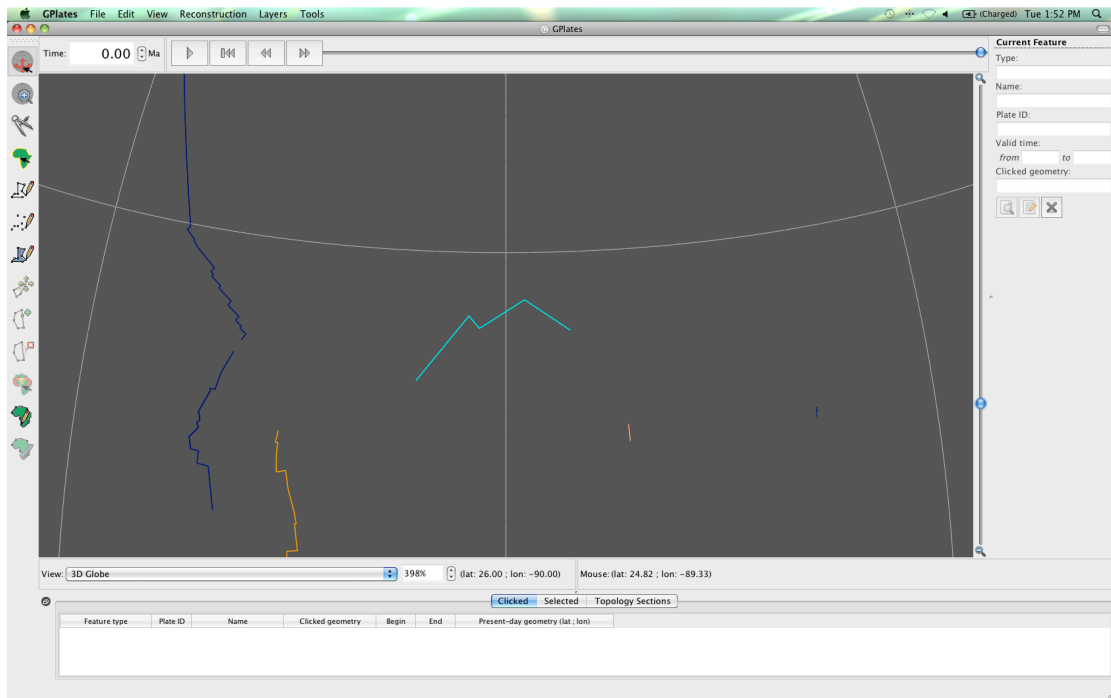 GPlates File Edit View Reconstruction Layers Tools (Charged) Tue 1:52 PM
GPlates
Time: 0.00 Ma
Current Feature
Type:
Name:
Plate ID:
Valid time:
from to
Clicked geometry:
View: 3D Globe 398% (lat: 26.00 ; lon: −90.00) Mouse: (lat: 24.82 ; lon: −89.33)
Clicked Selected Topology Sections
Feature type Plate ID Name Clicked geometry Begin End Present-day geometry (lat ; lon)